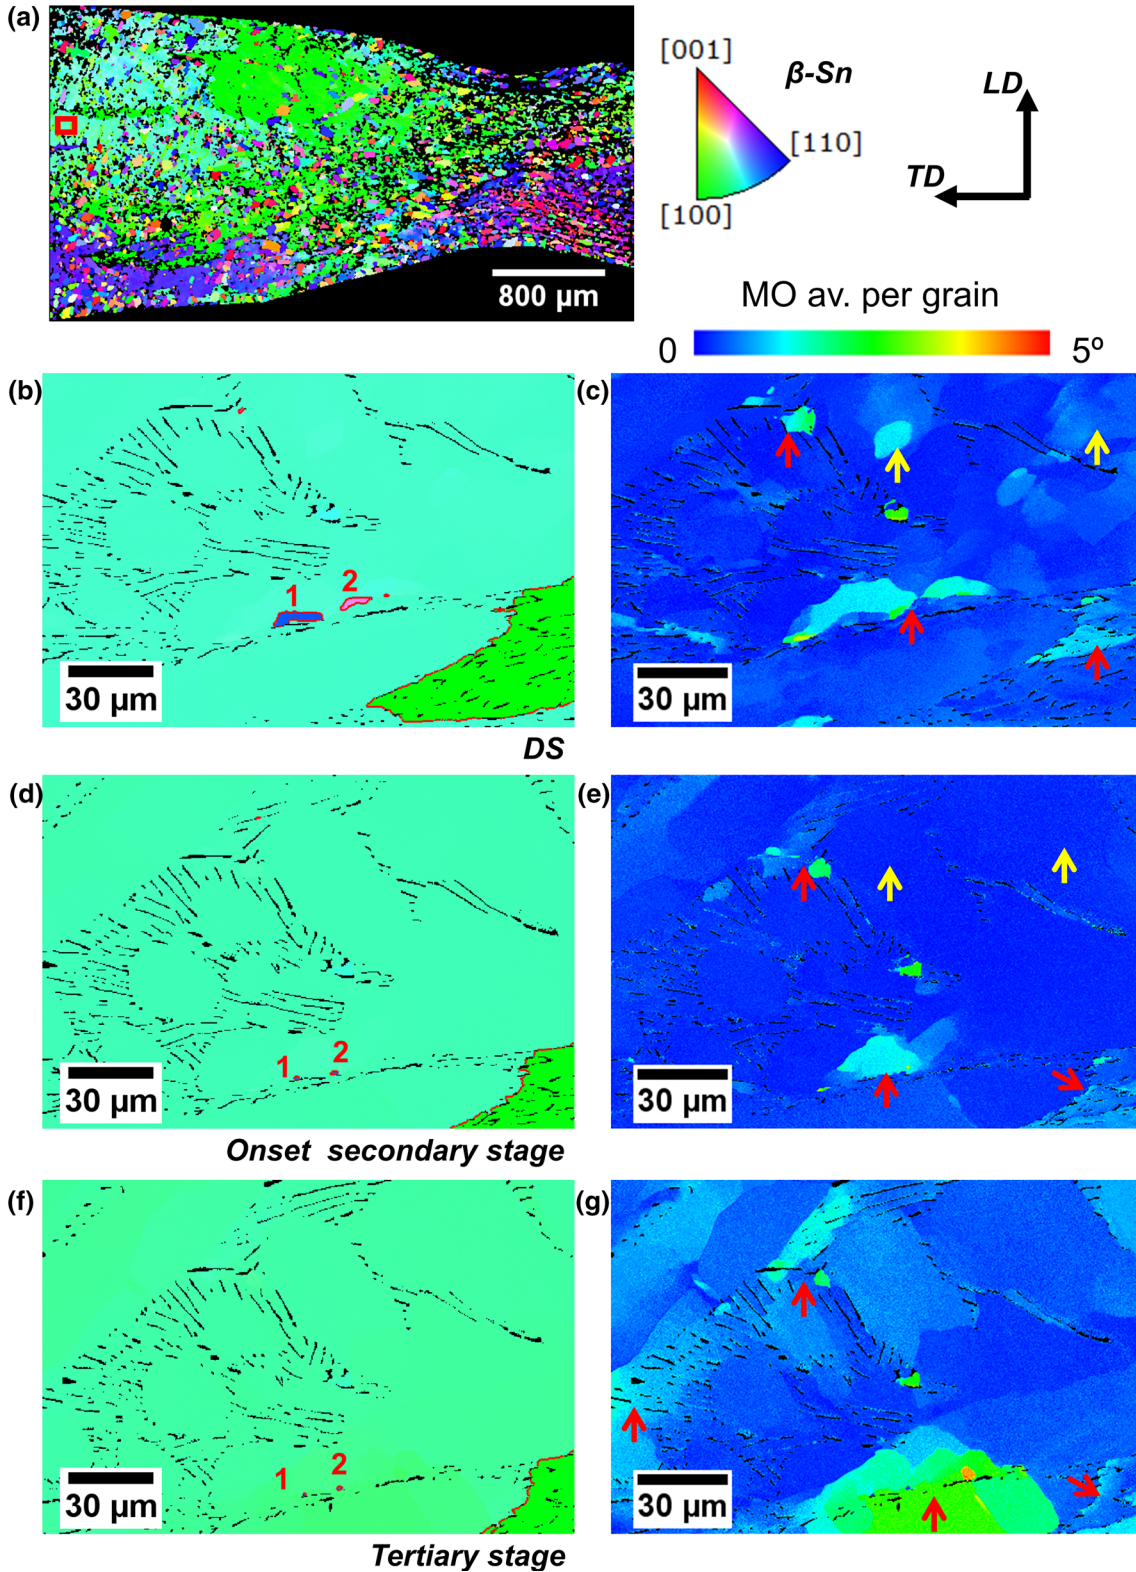 (a)
[001]
β-Sn
LD
[110]
TD
[100]
800 µm
MO av. per grain
0
5º
(b)
(c)
1
2
30 µm
30 µm
DS
(d)
(e)
1
2
30 µm
30 µm
Onset secondary stage
(f)
(g)
1
2
30 µm
30 µm
Tertiary stage